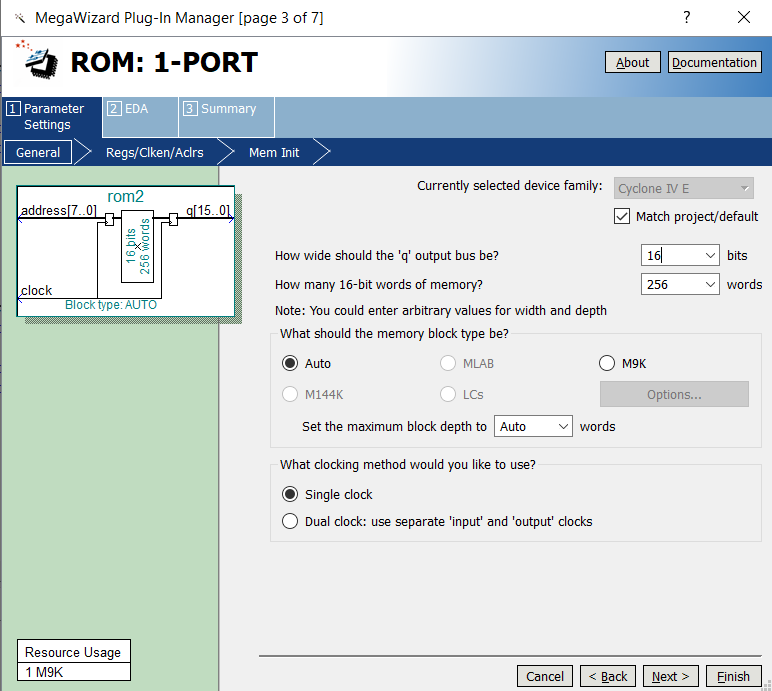 MegaWizard Plug-In Manager [page 3 of 7]
ROM: 1-PORT
About
Documentation
1 Parameter Settings
2 EDA
3 Summary
General
Regs/Clken/Aclrs
Mem Init
rom2
address[7..0]
q[15..0]
16 bits
256 words
clock
Block type: AUTO
Currently selected device family:
Cyclone IV E
Match project/default
How wide should the 'q' output bus be?
16
bits
How many 16-bit words of memory?
256
words
Note: You could enter arbitrary values for width and depth
What should the memory block type be?
Auto
MLAB
M9K
M144K
LCs
Options...
Set the maximum block depth to
Auto
words
What clocking method would you like to use?
Single clock
Dual clock: use separate 'input' and 'output' clocks
Resource Usage
1 M9K
Cancel
< Back
Next >
Finish